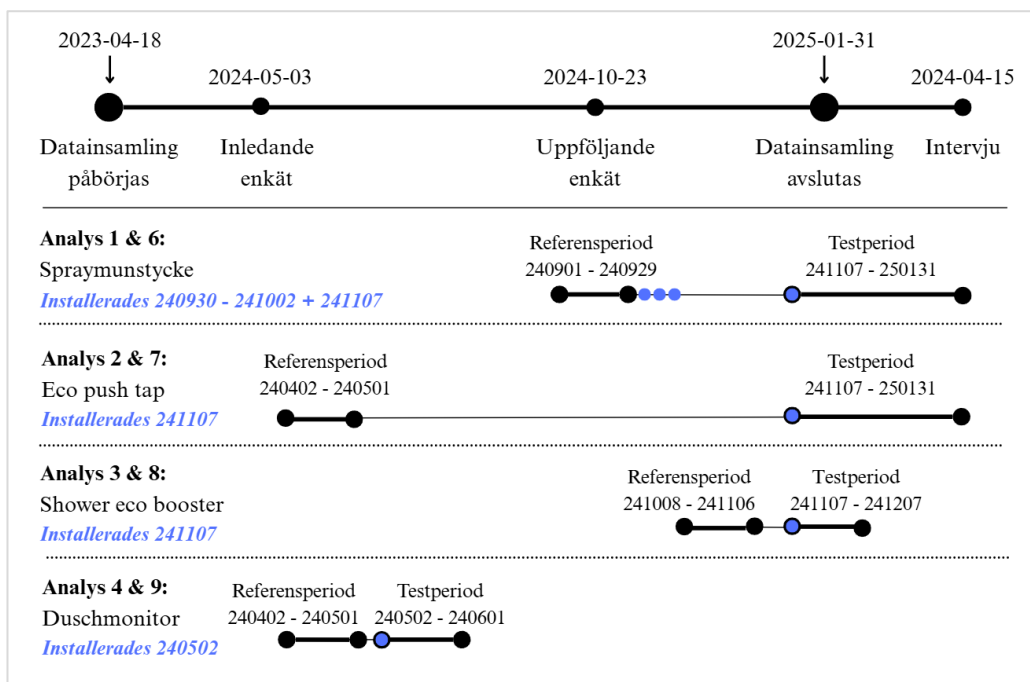 2023-04-18
2025-01-31
2024-05-03
2024-10-23
2024-04-15
Datainsamling
påbörjas
Inledande
enkät
Uppföljande
enkät
Datainsamling
avslutas
Intervju
Analys 1 & 6:
Spraymunstycke
Installerades 240930 - 241002 + 241107
Referensperiod
240901 - 240929
Testperiod
241107 - 250131
Analys 2 & 7:
Eco push tap
Installerades 241107
Referensperiod
240402 - 240501
Testperiod
241107 - 250131
Analys 3 & 8:
Shower eco booster
Installerades 241107
Referensperiod
241008 - 241106
Testperiod
241107 - 241207
Analys 4 & 9:
Duschmonitor
Installerades 240502
Referensperiod
240402 - 240501
Testperiod
240502 - 240601